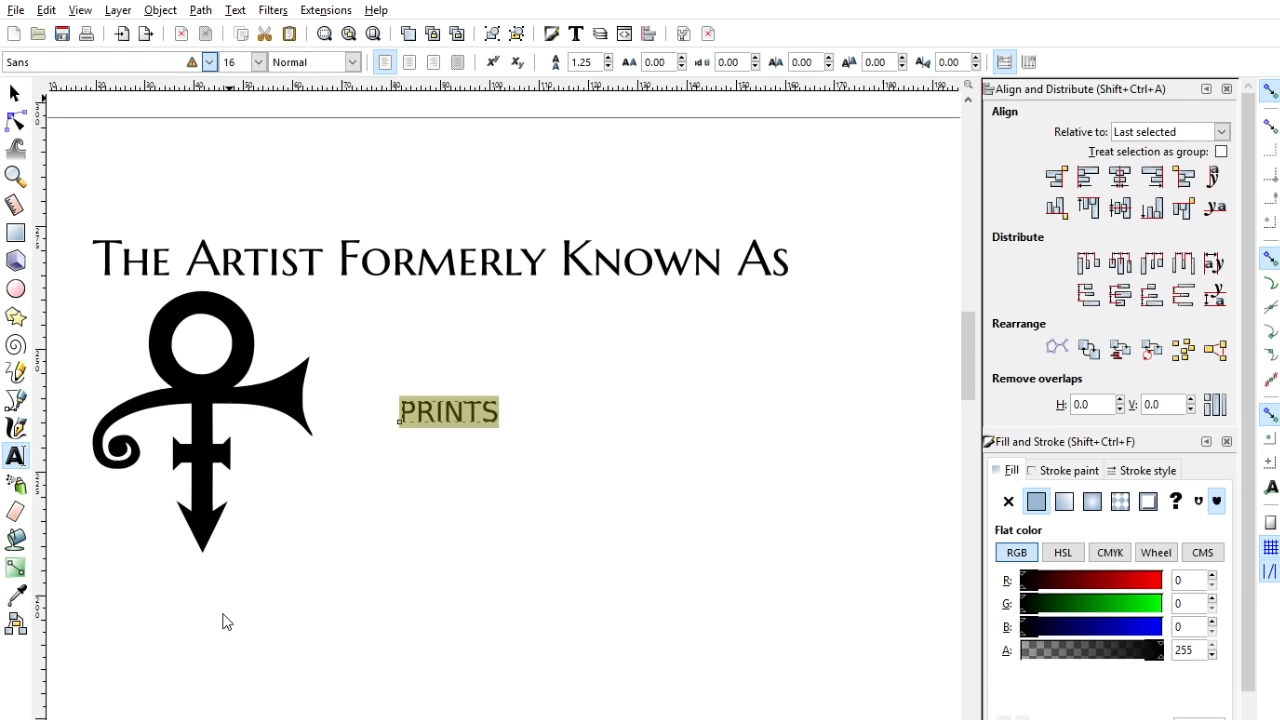 File Edit View Layer Object Path Text Filters Extensions Help
Sans 16 Normal 1.25 0.00 0.00 0.00 0.00 0.00
Align and Distribute (Shift+Ctrl+A)
Align
Relative to: Last selected
Treat selection as group:
The Artist Formerly Known As
Distribute
Rearrange
Remove overlaps
H: 0.0 V: 0.0
PRINTS
Fill and Stroke (Shift+Ctrl+F)
Fill Stroke paint Stroke style
Flat color
RGB HSL CMYK Wheel CMS
R: 0
G: 0
B: 0
A: 255